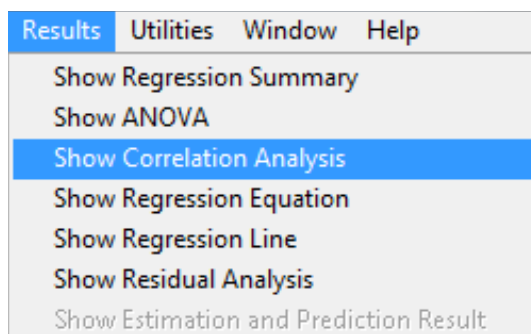 Results Utilities Window Help
Show Regression Summary
Show ANOVA
Show Correlation Analysis
Show Regression Equation
Show Regression Line
Show Residual Analysis
Show Estimation and Prediction Result